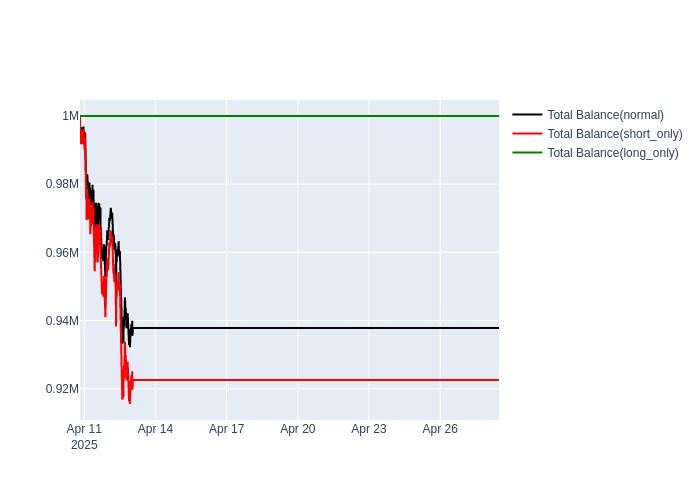 1M
0.98M
0.96M
0.94M
0.92M
Apr 11
2025
Apr 14
Apr 17
Apr 20
Apr 23
Apr 26
Total Balance(normal)
Total Balance(short_only)
Total Balance(long_only)